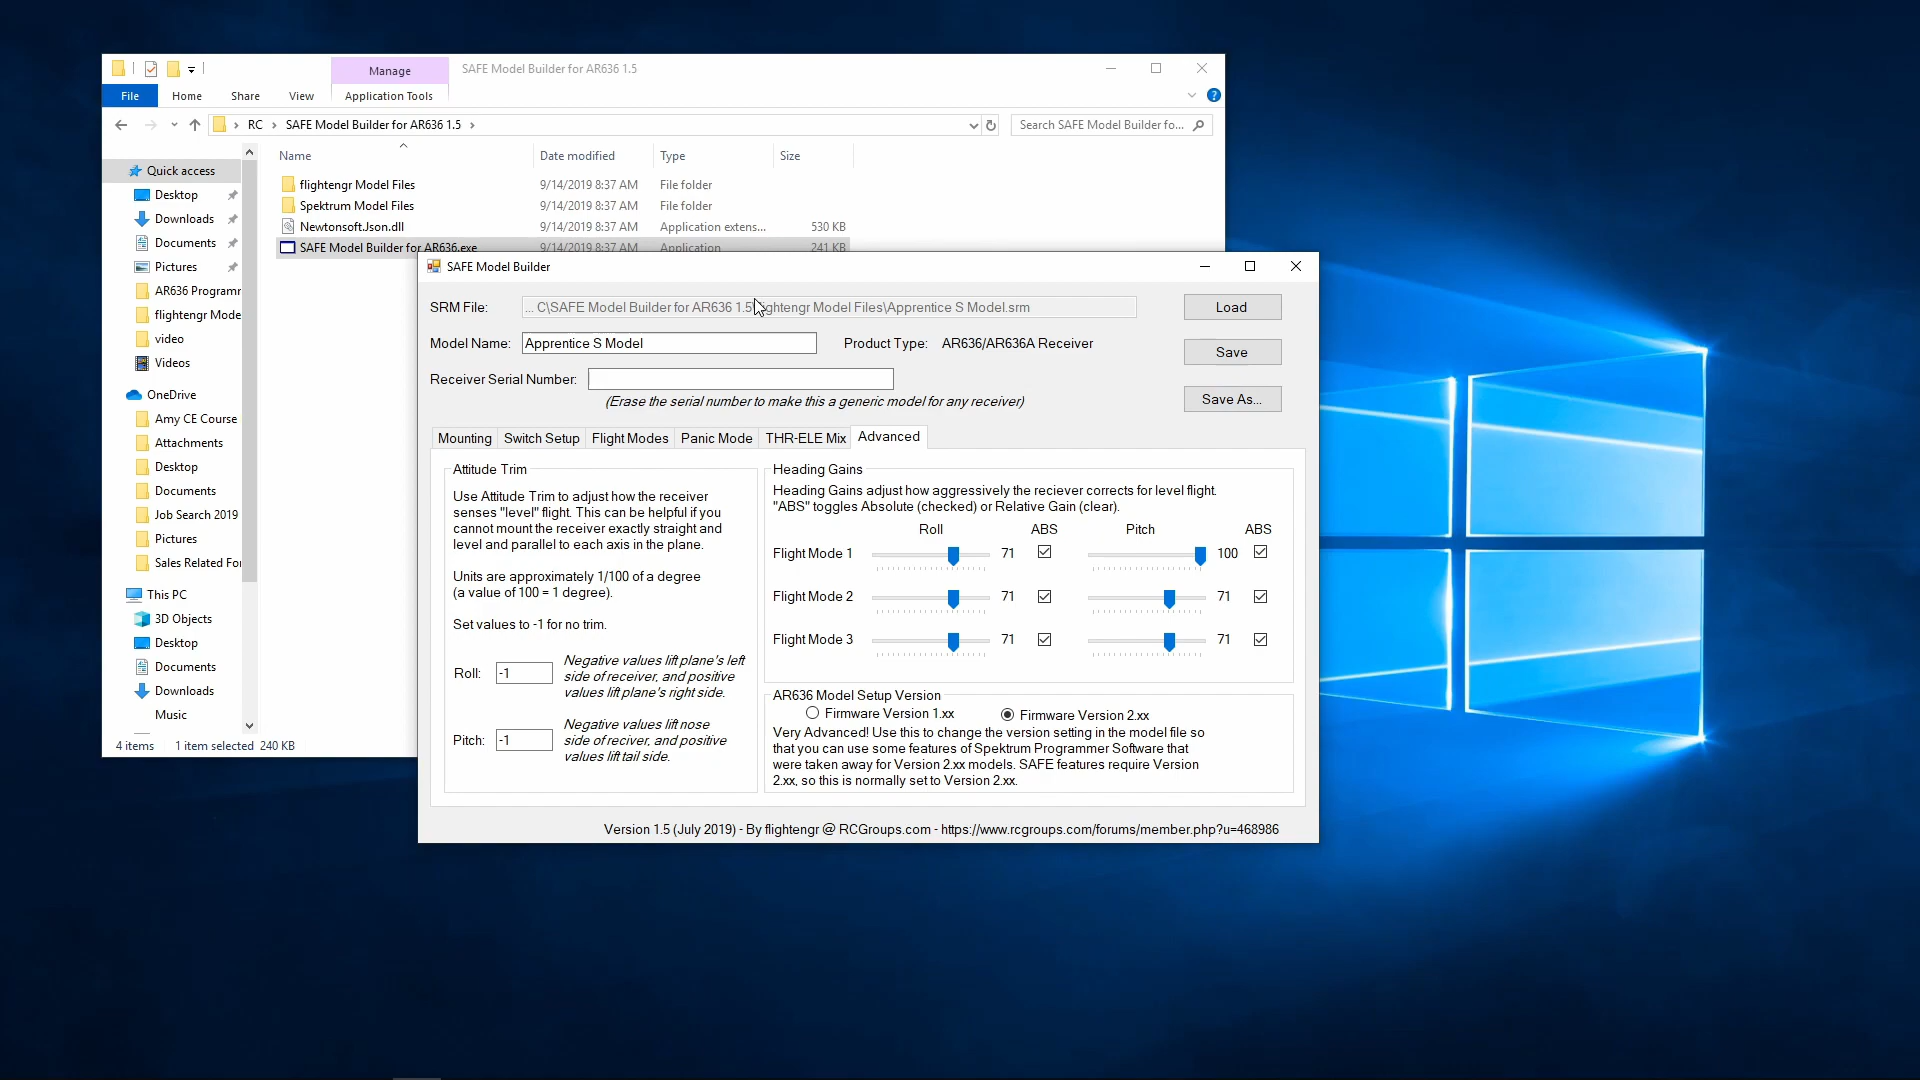 Manage
SAFE Model Builder for AR636 1.5
File
Home
Share
View
Application Tools
RC
SAFE Model Builder for AR636 1.5
Search SAFE Model Builder fo...
Name
Date modified
Type
Size
Quick access
Desktop
Downloads
Documents
Pictures
AR636 Programr
flightengr Mode
video
Videos
OneDrive
Amy CE Course
Attachments
Desktop
Documents
Job Search 2019
Pictures
Sales Related For
This PC
3D Objects
Desktop
Documents
Downloads
Music
flightengr Model Files 9/14/2019 8:37 AM File folder
Spektrum Model Files 9/14/2019 8:37 AM File folder
Newtonsoft.Json.dll 9/14/2019 8:37 AM Application extens... 530 KB
SAFE Model Builder for AR636.exe 9/14/2019 8:37 AM Application 241 KB
4 items 1 item selected 240 KB
SAFE Model Builder
SRM File: ... C\SAFE Model Builder for AR636 1.5\flightengr Model Files\Apprentice S Model.srm
Load
Model Name: Apprentice S Model
Product Type: AR636/AR636A Receiver
Save
Receiver Serial Number:
(Erase the serial number to make this a generic model for any receiver)
Save As...
Mounting
Switch Setup
Flight Modes
Panic Mode
THR-ELE Mix
Advanced
Attitude Trim
Use Attitude Trim to adjust how the receiver
senses "level" flight. This can be helpful if you
cannot mount the receiver exactly straight and
level and parallel to each axis in the plane.
Units are approximately 1/100 of a degree
(a value of 100 = 1 degree).
Set values to -1 for no trim.
Roll: -1
Negative values lift plane's left
side of receiver, and positive
values lift plane's right side.
Pitch: -1
Negative values lift nose
side of reciver, and positive
values lift tail side.
Heading Gains
Heading Gains adjust how aggressively the reciever corrects for level flight.
"ABS" toggles Absolute (checked) or Relative Gain (clear).
Roll ABS Pitch ABS
Flight Mode 1 71 100
Flight Mode 2 71 71
Flight Mode 3 71 71
AR636 Model Setup Version
Firmware Version 1.xx
Firmware Version 2.xx
Very Advanced! Use this to change the version setting in the model file so
that you can use some features of Spektrum Programmer Software that
were taken away for Version 2.xx models. SAFE features require Version
2.xx, so this is normally set to Version 2.xx.
Version 1.5 (July 2019) - By flightengr @ RCGroups.com - https://www.rcgroups.com/forums/member.php?u=468986